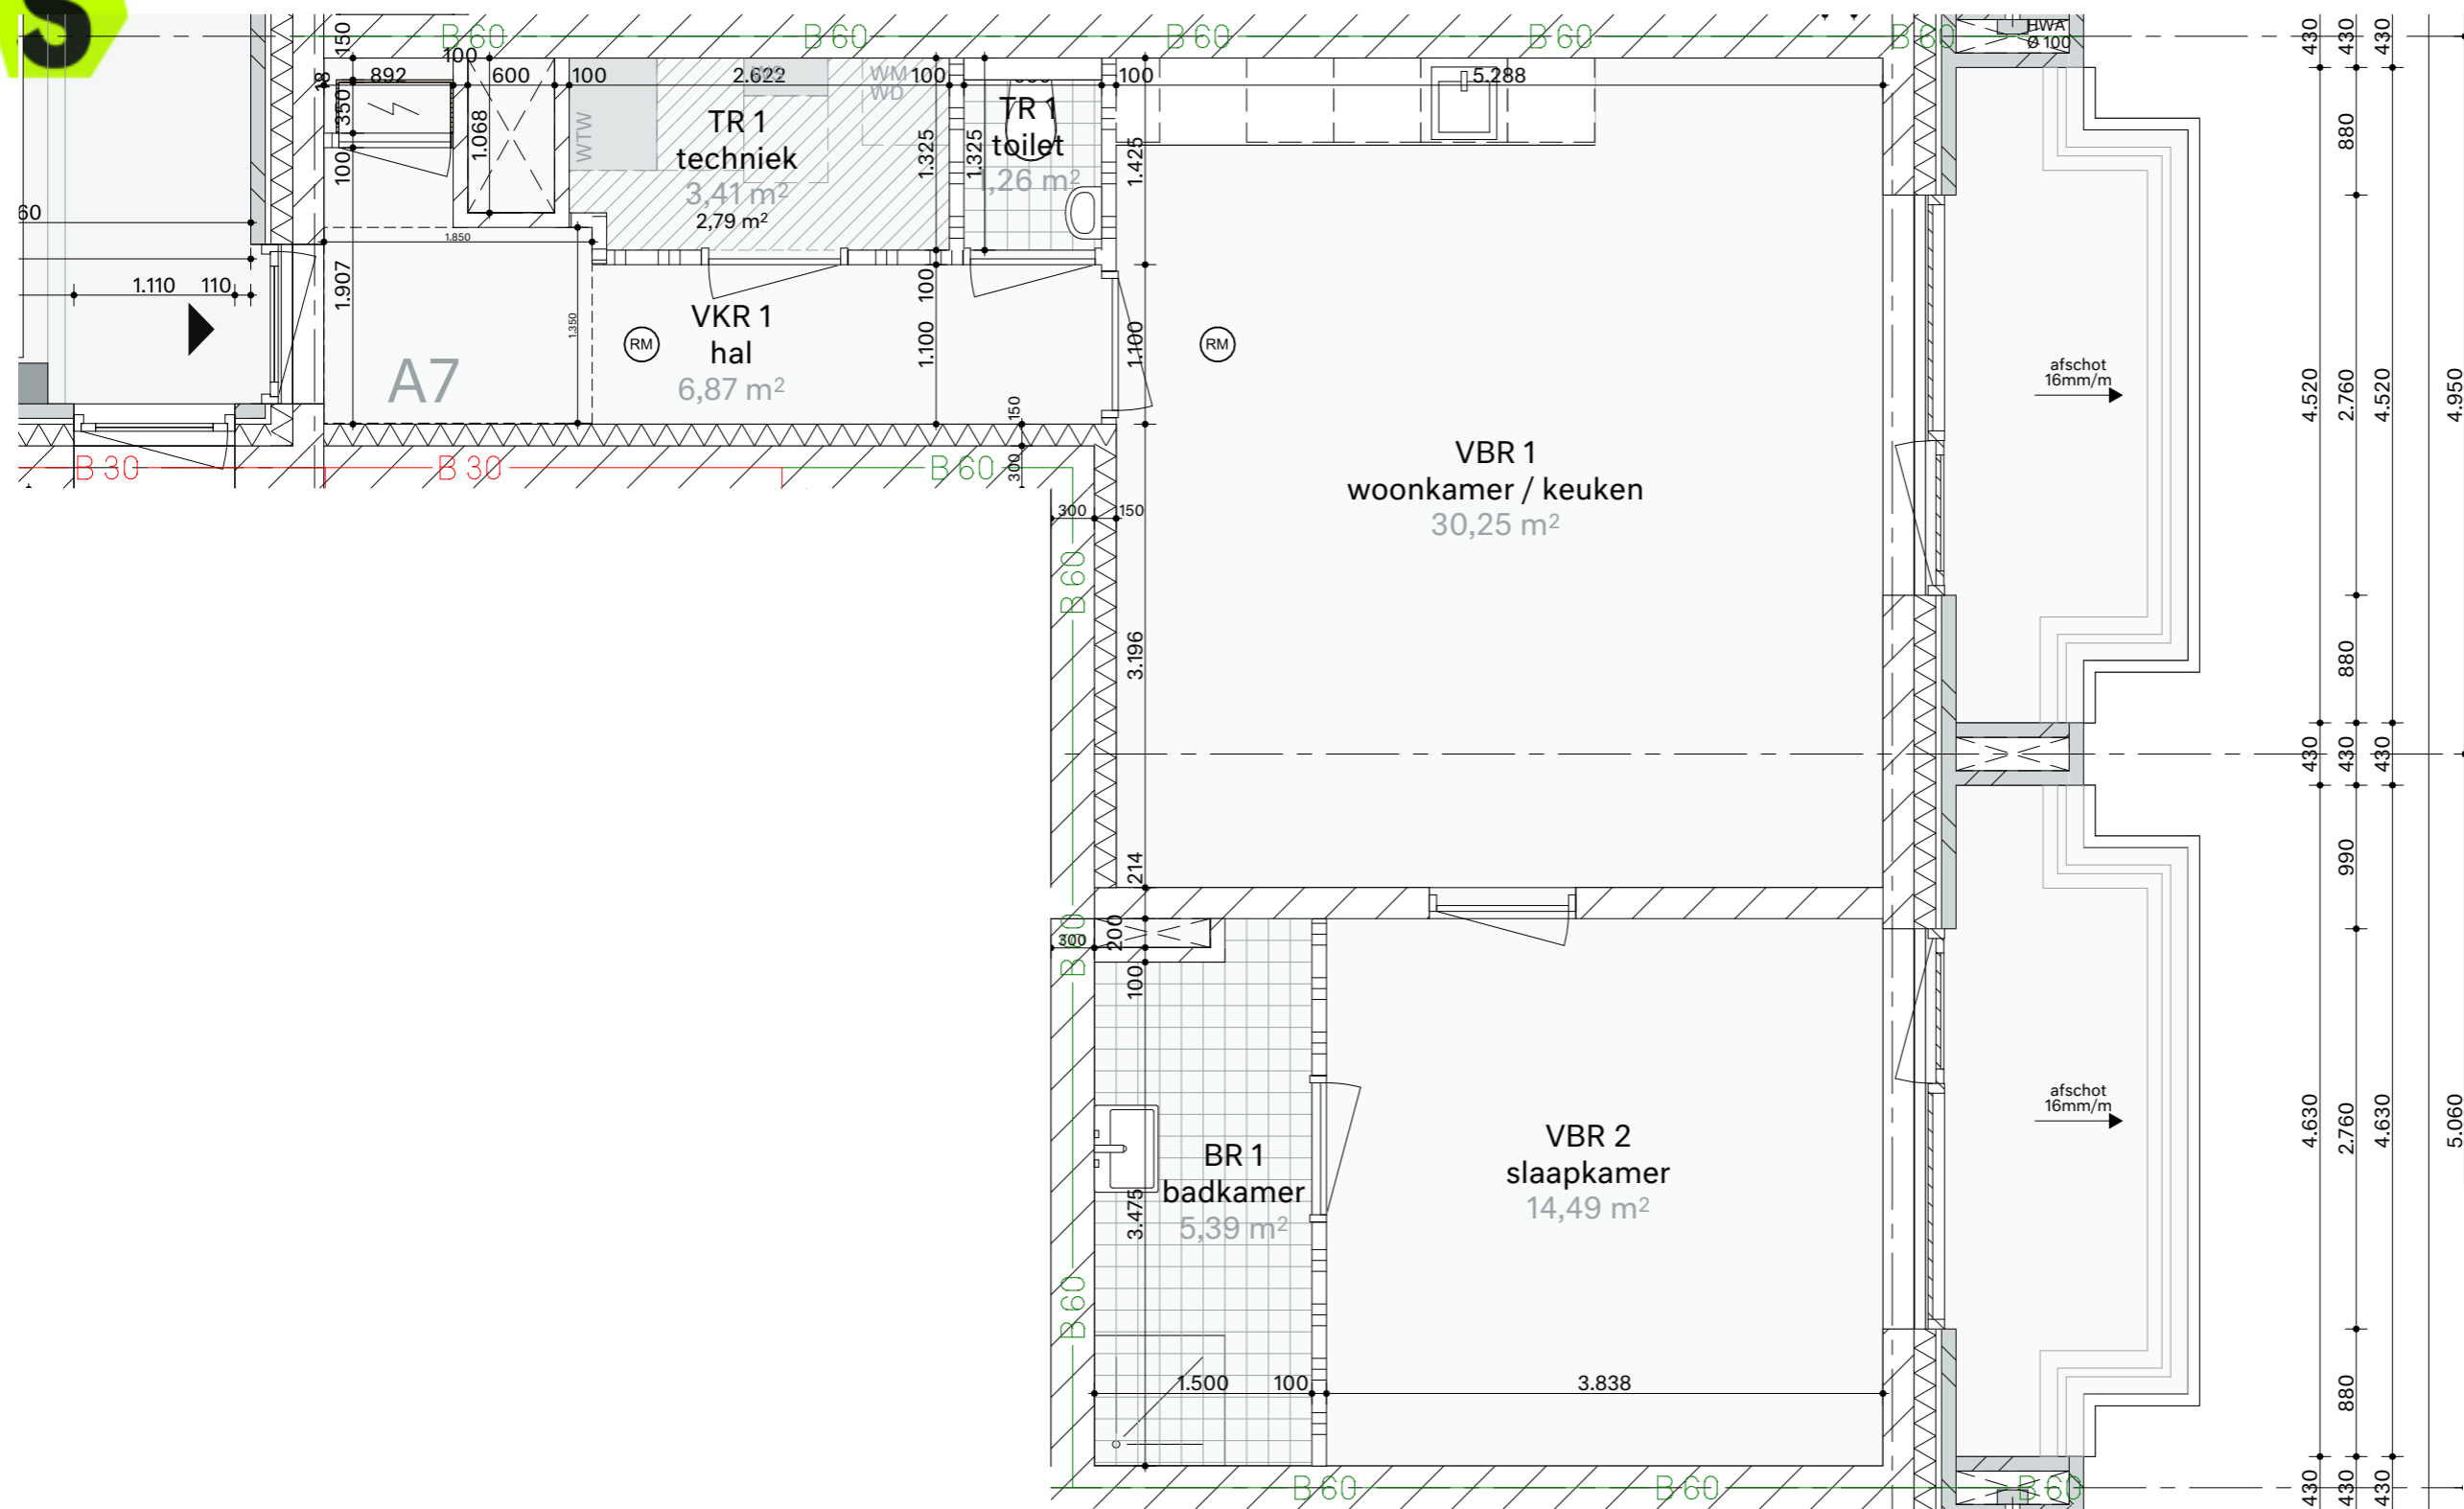 S
B 60
B 60
B 60
B 60
B 60
HWA
Ø 100
430
430
430
150
100
18
892
600
100
2.622
100
100
5.288
350
100
1.068
WTW
WM
WD
TR 1
techniek
3,41 m²
2,79 m²
1.325
1.325
TR 1
toilet
1,26 m²
1.425
880
60
1.850
1.110
110
1.907
1.350
100
1.100
1.100
VKR 1
hal
6,87 m²
RM
RM
A7
150
300
B 30
B 30
B 60
afschot
16mm/m
4.520
2.760
4.520
4.950
VBR 1
woonkamer / keuken
30,25 m²
300
150
B 60
3.196
880
430
430
430
214
990
B 60
300
200
100
afschot
16mm/m
4.630
2.760
4.630
5.060
BR 1
badkamer
5,39 m²
3.475
VBR 2
slaapkamer
14,49 m²
B 60
1.500
100
3.838
880
B 60
B 60
B 60
430
430
430